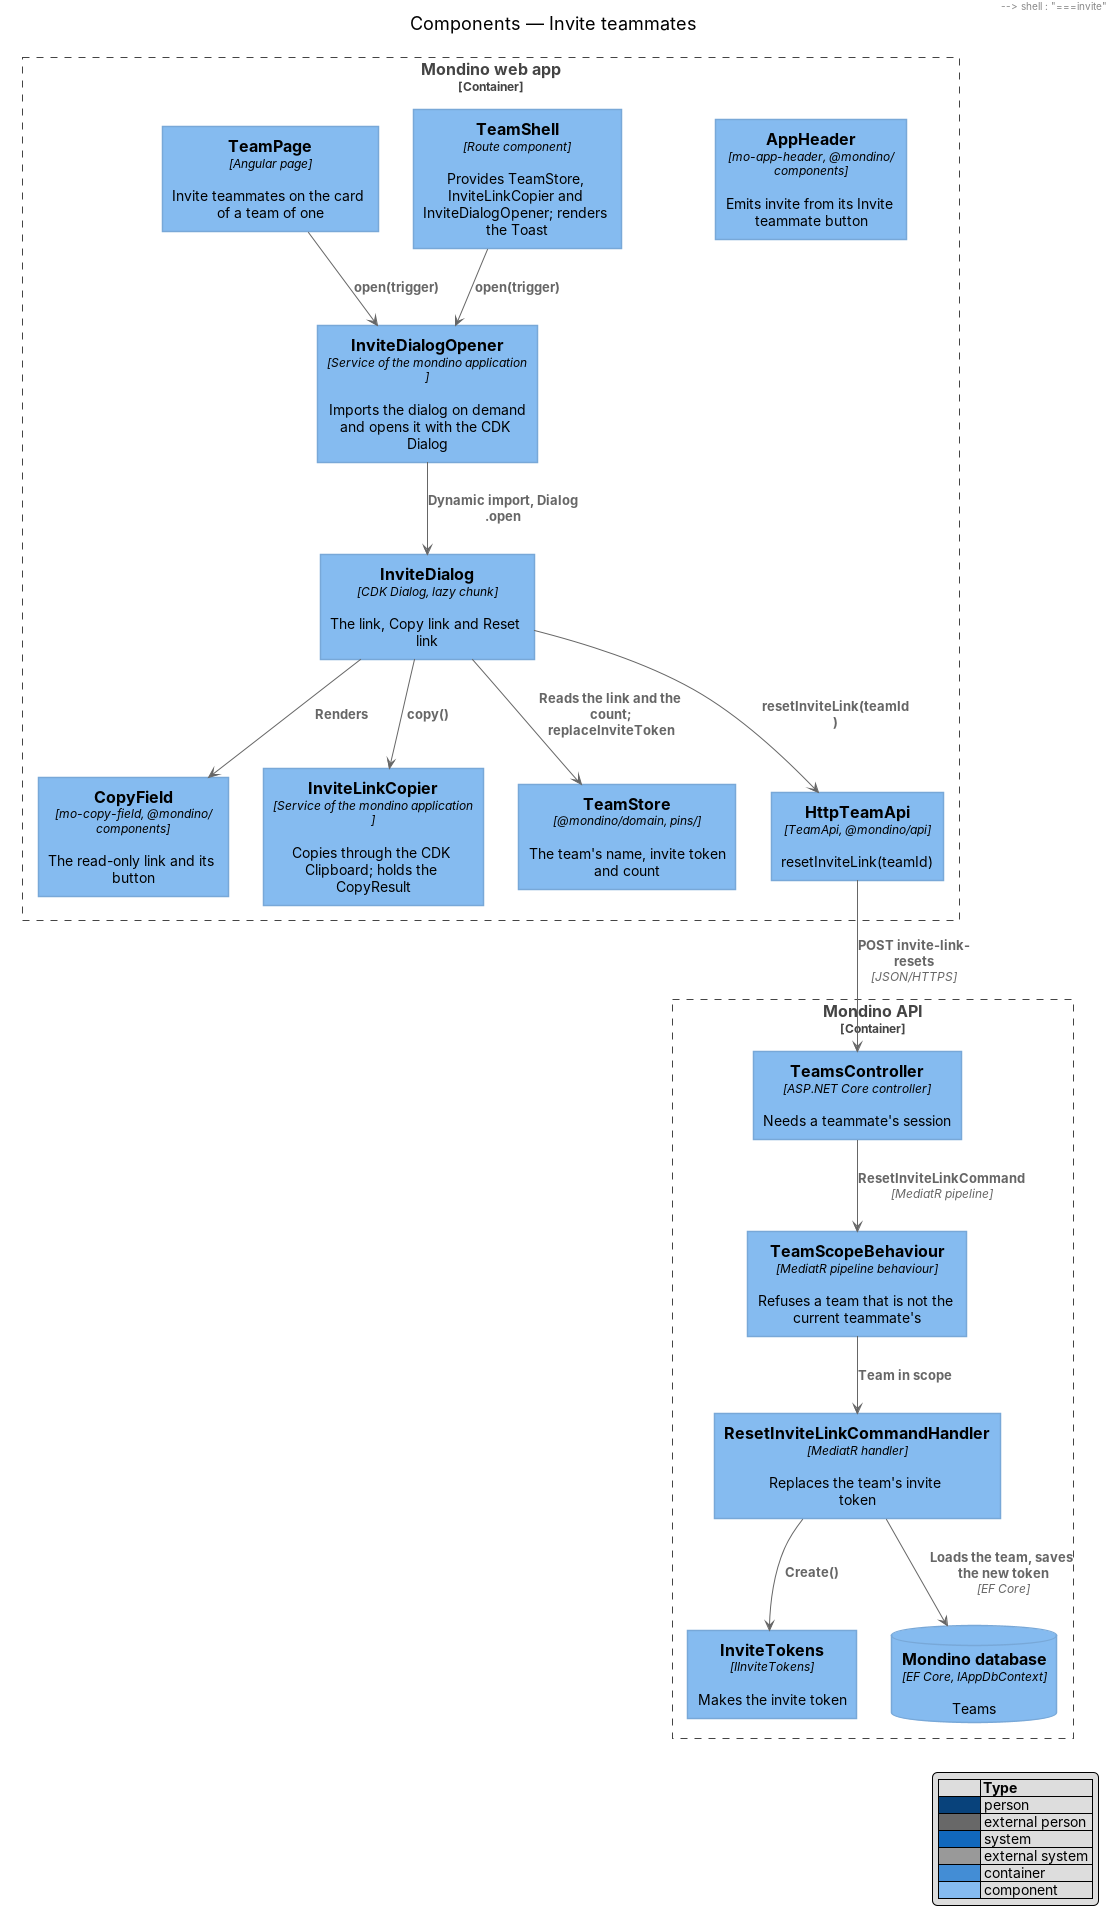 --> shell : "===invite"
Components — Invite teammates
Mondino web app
[Container]
TeamPage
[Angular page]
Invite teammates on the card
of a team of one
TeamShell
[Route component]
Provides TeamStore,
InviteLinkCopier and
InviteDialogOpener; renders
the Toast
AppHeader
[mo-app-header, @mondino/
components]
Emits invite from its Invite
teammate button
open(trigger)
open(trigger)
InviteDialogOpener
[Service of the mondino application
]
Imports the dialog on demand
and opens it with the CDK
Dialog
Dynamic import, Dialog
.open
InviteDialog
[CDK Dialog, lazy chunk]
The link, Copy link and Reset
link
Renders
copy()
Reads the link and the
count;
replaceInviteToken
resetInviteLink(teamId
)
CopyField
[mo-copy-field, @mondino/
components]
The read-only link and its
button
InviteLinkCopier
[Service of the mondino application
]
Copies through the CDK
Clipboard; holds the
CopyResult
TeamStore
[@mondino/domain, pins/]
The team's name, invite token
and count
HttpTeamApi
[TeamApi, @mondino/api]
resetInviteLink(teamId)
POST invite-link-
resets
[JSON/HTTPS]
Mondino API
[Container]
TeamsController
[ASP.NET Core controller]
Needs a teammate's session
ResetInviteLinkCommand
[MediatR pipeline]
TeamScopeBehaviour
[MediatR pipeline behaviour]
Refuses a team that is not the
current teammate's
Team in scope
ResetInviteLinkCommandHandler
[MediatR handler]
Replaces the team's invite
token
Create()
Loads the team, saves
the new token
[EF Core]
InviteTokens
[IInviteTokens]
Makes the invite token
Mondino database
[EF Core, IAppDbContext]
Teams
Type
person
external person
system
external system
container
component